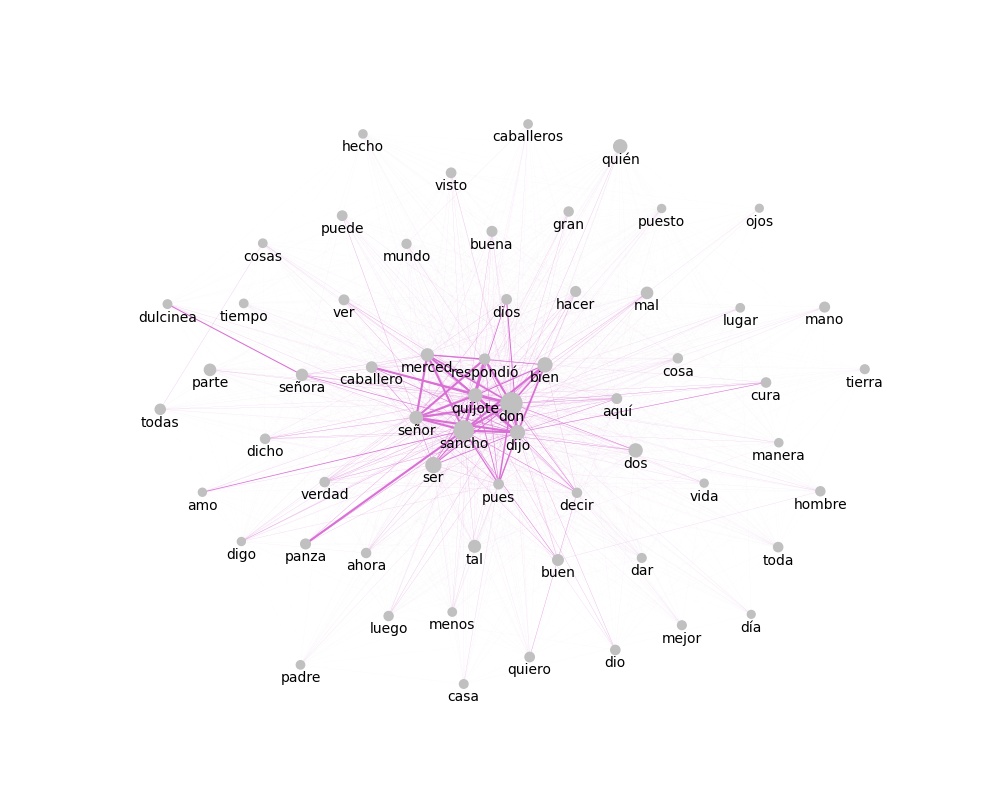 hecho
caballeros
quién
visto
puede
gran
puesto
ojos
cosas
mundo
buena
dulcinea
tiempo
ver
dios
hacer
mal
lugar
mano
parte
señora
caballero
merced
respondió
bien
cosa
cura
tierra
todas
señor
quijote
don
aquí
dicho
sancho
dijo
dos
manera
amo
verdad
ser
pues
decir
vida
hombre
digo
panza
ahora
tal
buen
dar
toda
luego
menos
mejor
día
padre
casa
quiero
dio